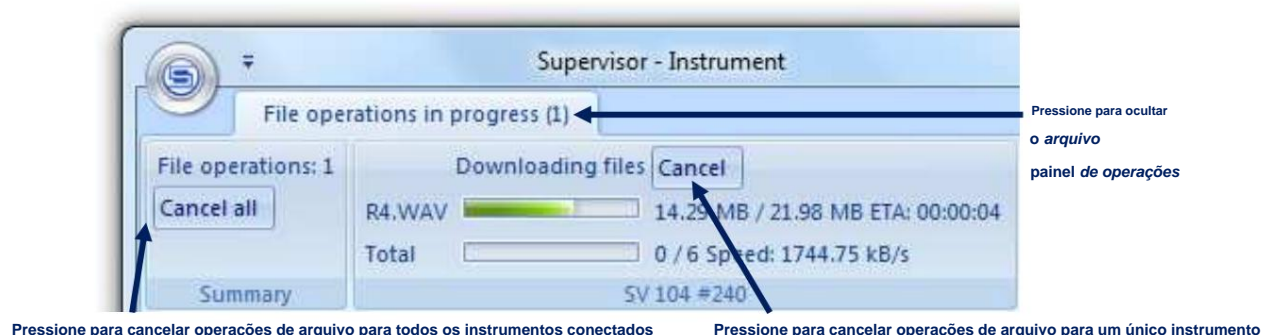 Supervisor - Instrument
File operations in progress (1)
Pressione para ocultar
o arquivo
painel de operações
File operations: 1
Cancel all
Summary
Downloading files Cancel
R4.WAV 14.29 MB / 21.98 MB ETA: 00:00:04
Total 0 / 6 Speed: 1744.75 kB/s
SV 104 #240
Pressione para cancelar operações de arquivo para todos os instrumentos conectados
Pressione para cancelar operações de arquivo para um único instrumento